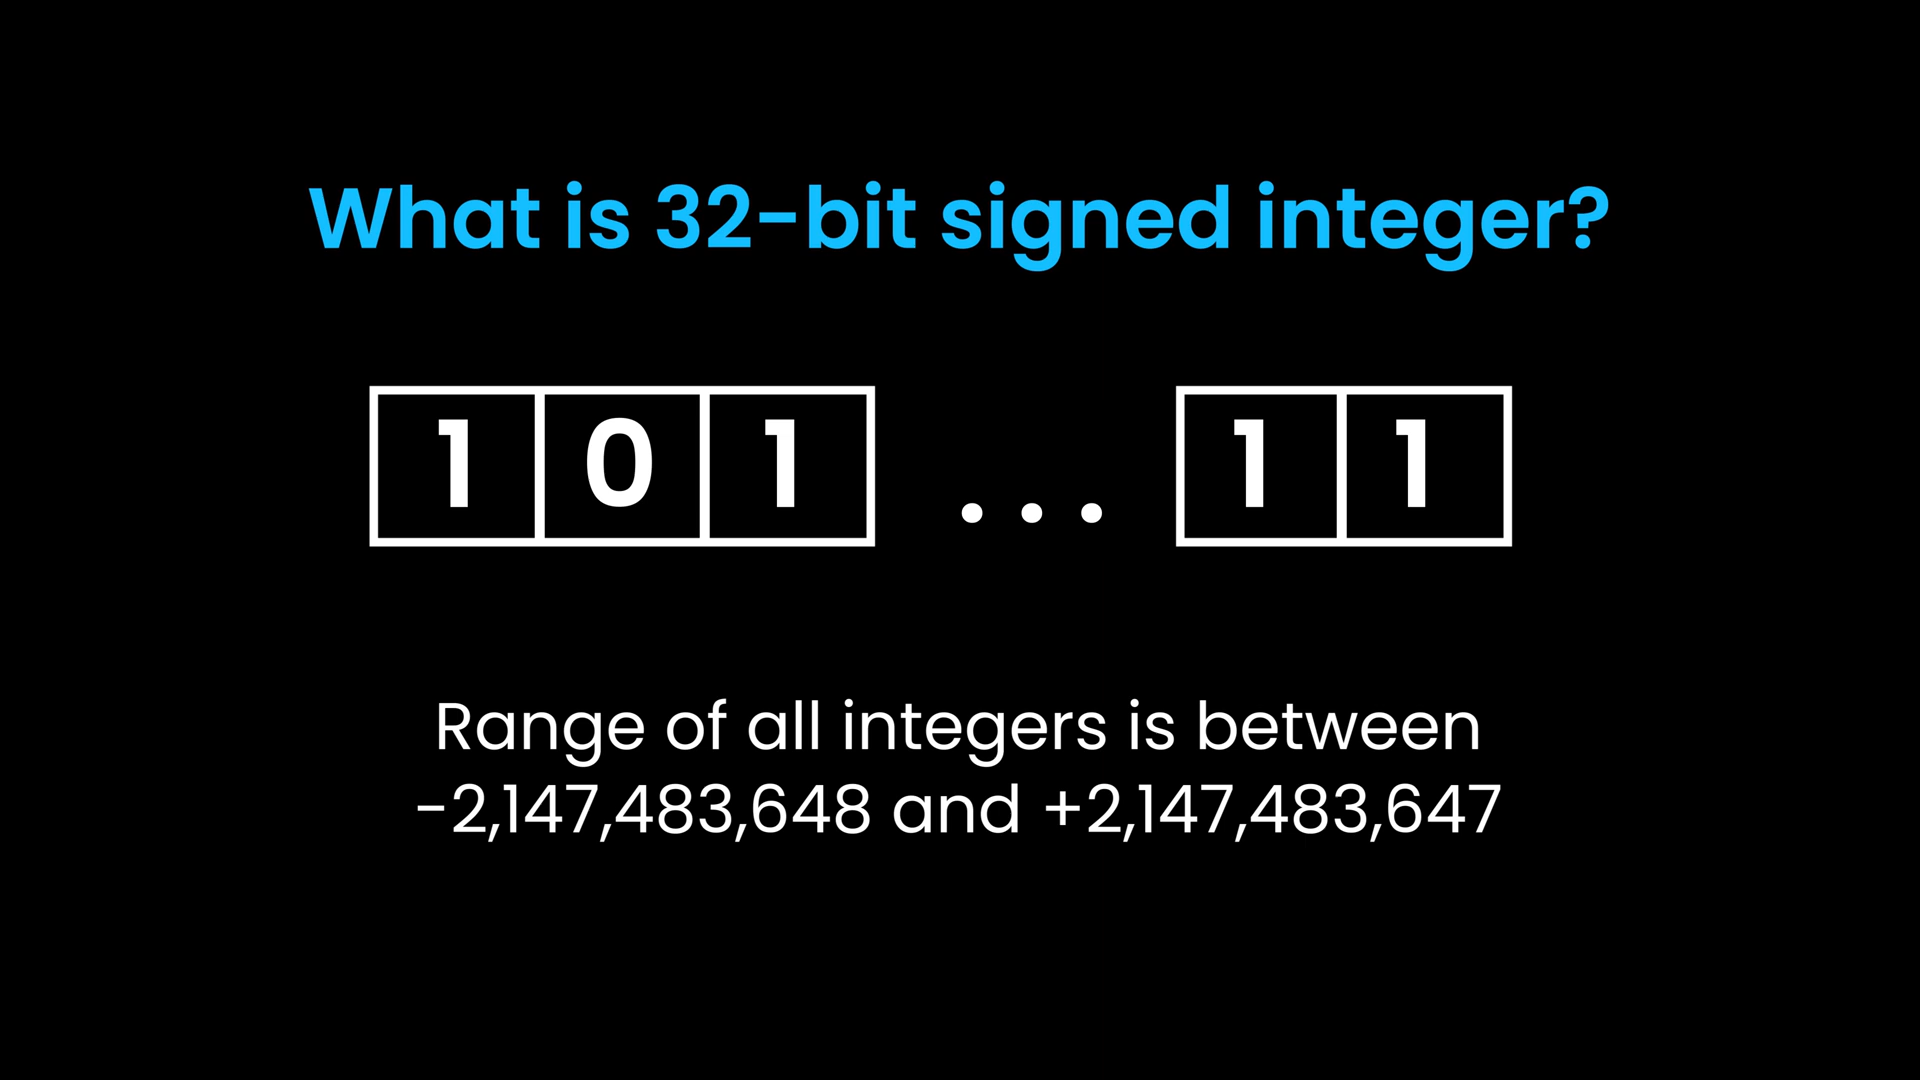 What is 32-bit signed integer?
1 0 1 ... 1 1
Range of all integers is between
-2,147,483,648 and +2,147,483,647